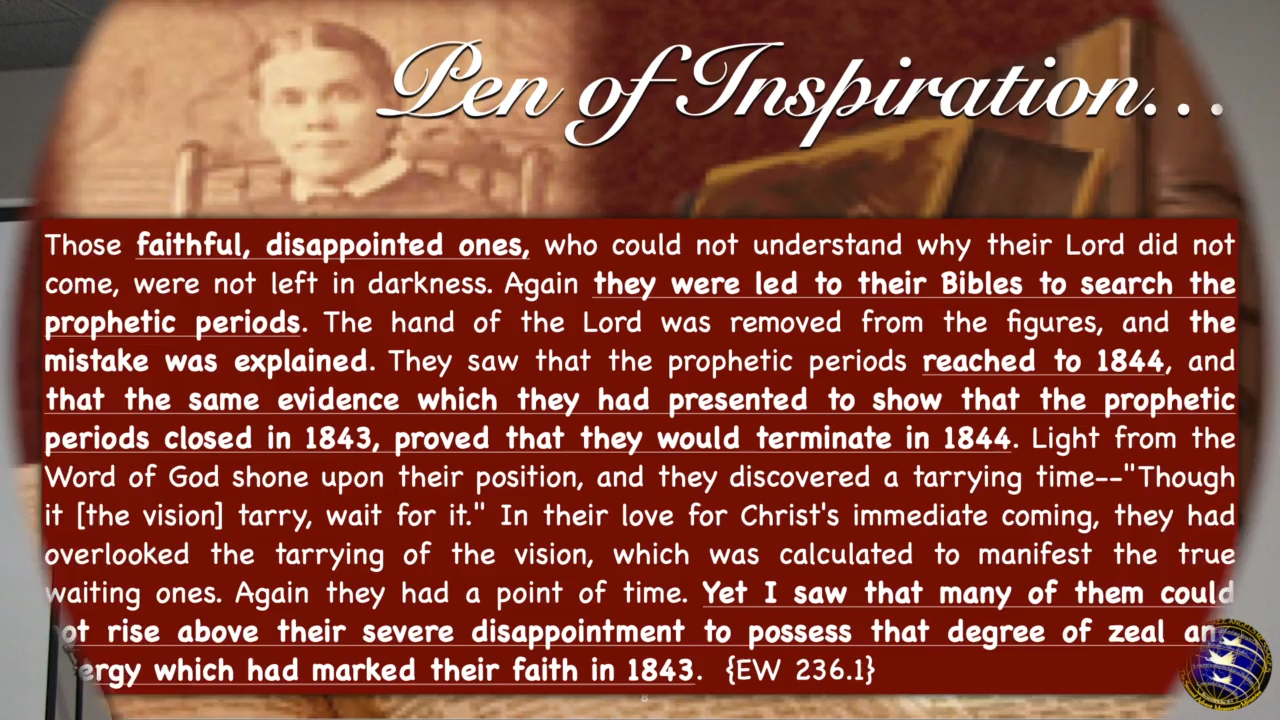 Pen of Inspiration...
Those faithful, disappointed ones, who could not understand why their Lord did not
come, were not left in darkness. Again they were led to their Bibles to search the
prophetic periods. The hand of the Lord was removed from the figures, and the
mistake was explained. They saw that the prophetic periods reached to 1844, and
that the same evidence which they had presented to show that the prophetic
periods closed in 1843, proved that they would terminate in 1844. Light from the
Word of God shone upon their position, and they discovered a tarrying time--"Though
it [the vision] tarry, wait for it." In their love for Christ's immediate coming, they had
overlooked the tarrying of the vision, which was calculated to manifest the true
waiting ones. Again they had a point of time. Yet I saw that many of them could
ot rise above their severe disappointment to possess that degree of zeal an
ergy which had marked their faith in 1843. {EW 236.1}
8